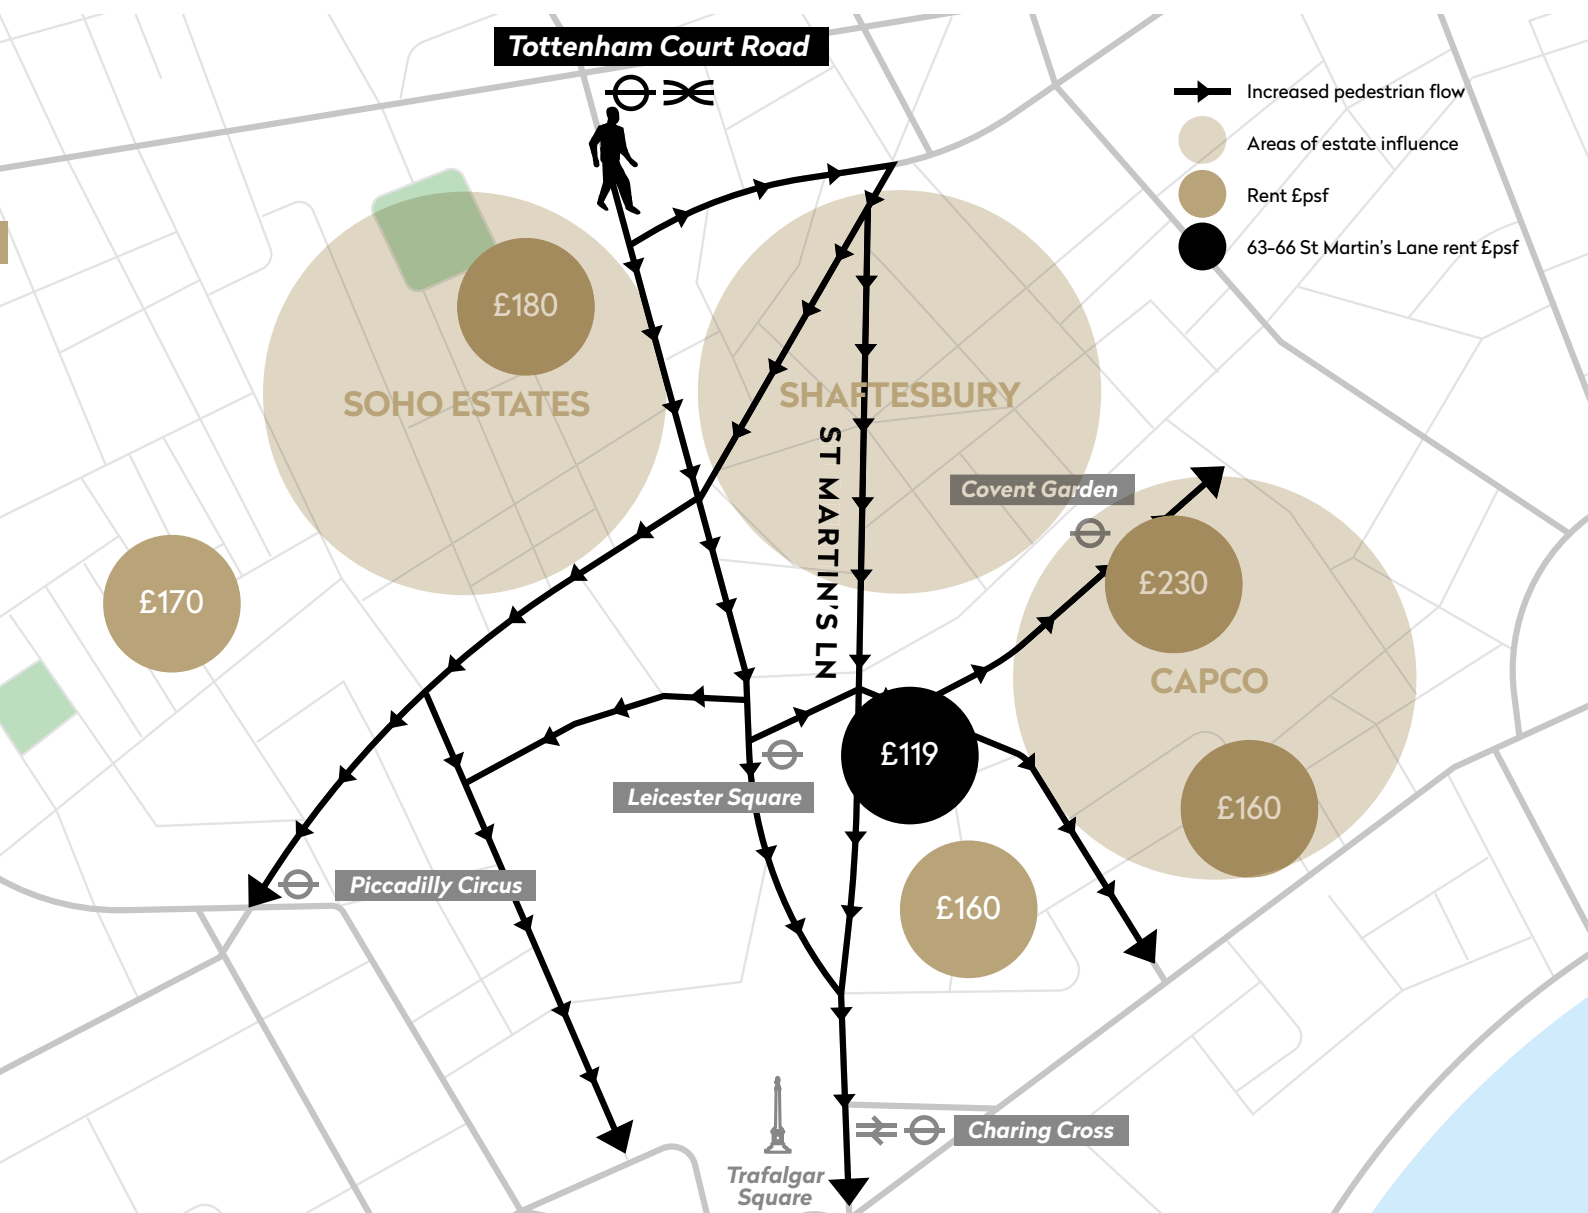 Tottenham Court Road
Increased pedestrian flow
Areas of estate influence
Rent £psf
63-66 St Martin's Lane rent £psf
£180
SOHO ESTATES
SHAFTESBURY
ST MARTIN'S LN
Covent Garden
£170
£230
CAPCO
£119
Leicester Square
£160
Piccadilly Circus
£160
Charing Cross
Trafalgar
Square